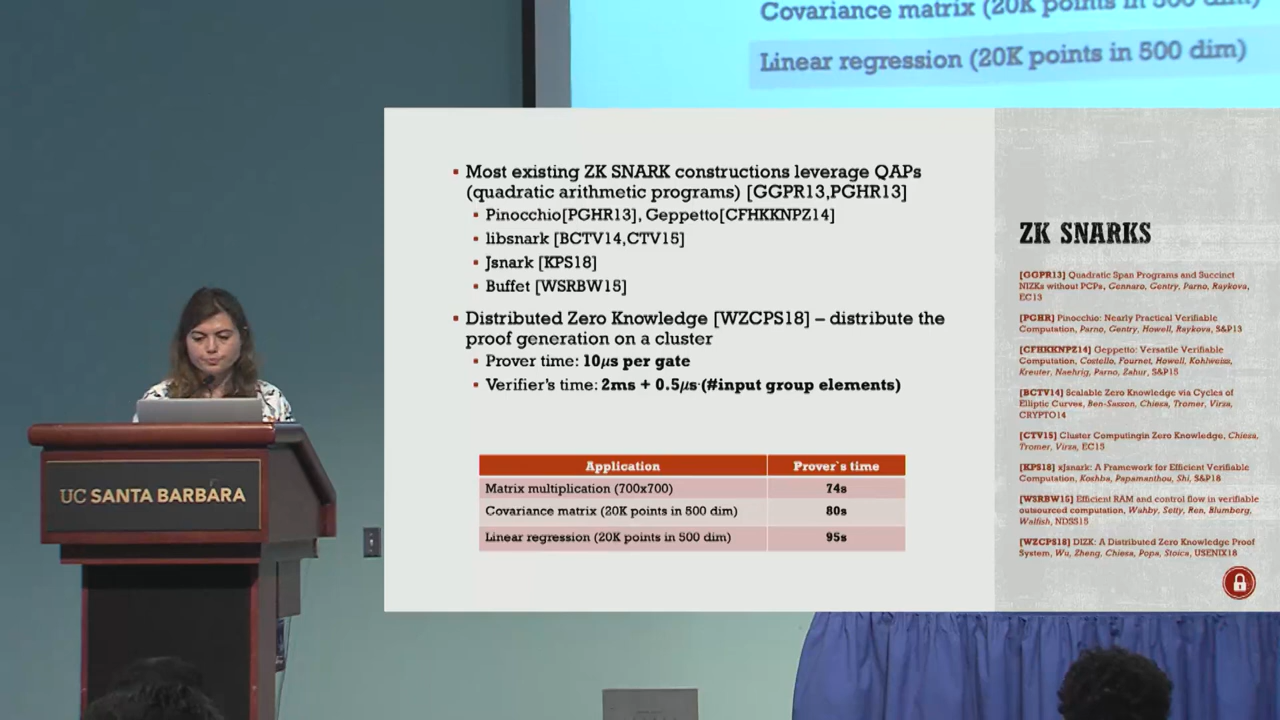 Covariance matrix (20K points in 500 dim)
Linear regression (20K points in 500 dim)
▪ Most existing ZK SNARK constructions leverage QAPs
(quadratic arithmetic programs) [GGPR13,PGHR13]
▪ Pinocchio[PGHR13], Geppetto[CFHKKNPZ14]
▪ libsnark [BCTV14,CTV15]
▪ Jsnark [KPS18]
▪ Buffet [WSRBW15]
▪ Distributed Zero Knowledge [WZCPS18] – distribute the
proof generation on a cluster
▪ Prover time: 10μs per gate
▪ Verifier's time: 2ms + 0.5μs·(#input group elements)
Application Prover`s time
Matrix multiplication (700x700) 74s
Covariance matrix (20K points in 500 dim) 80s
Linear regression (20K points in 500 dim) 95s
ZK SNARKS
[GGPR13] Quadratic Span Programs and Succinct
NIZKs without PCPs, Gennaro, Gentry, Parno, Raykova,
EC13
[PGHR] Pinocchio: Nearly Practical Verifiable
Computation, Parno, Gentry, Howell, Raykova, S&P13
[CFHKKNPZ14] Geppetto: Versatile Verifiable
Computation, Costello, Fournet, Howell, Kohlweiss,
Kreuter, Naehrig, Parno, Zahur, S&P15
[BCTV14] Scalable Zero Knowledge via Cycles of
Elliptic Curves, Ben-Sasson, Chiesa, Tromer, Virza,
CRYPTO14
[CTV15] Cluster Computingin Zero Knowledge, Chiesa,
Tromer, Virza, EC15
[KPS18] xJsnark: A Framework for Efficient Verifiable
Computation, Kosba, Papamanthou, Shi, S&P18
[WSRBW15] Efficient RAM and control flow in verifiable
outsourced computation, Wahby, Setty, Ren, Blumberg,
Walfish, NDSS15
[WZCPS18] DIZK: A Distributed Zero Knowledge Proof
System, Wu, Zheng, Chiesa, Popa, Stoica, USENIX18
UC SANTA BARBARA